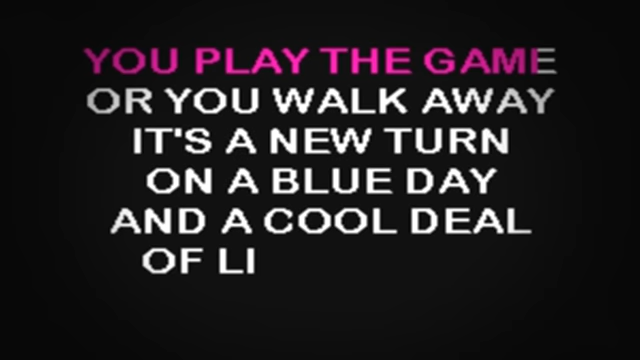 YOU PLAY THE GAME
OR YOU WALK AWAY
IT'S A NEW TURN
ON A BLUE DAY
AND A COOL DEAL
OF LI